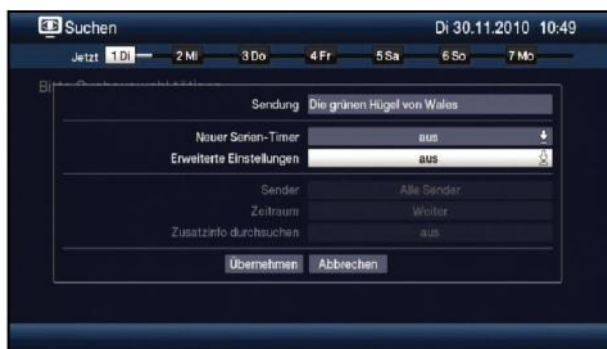 Suchen Di 30.11.2010 10:49
Jetzt 1 Di 2 Mi 3 Do 4 Fr 5 Sa 6 So 7 Mo
Sendung Die grünen Hügel von Wales
Neuer Serien-Timer aus
Erweiterte Einstellungen aus
Sender Alle Sender
Zeitraum Weiter
Zusatzinfo durchsuchen aus
Übernehmen Abbrechen